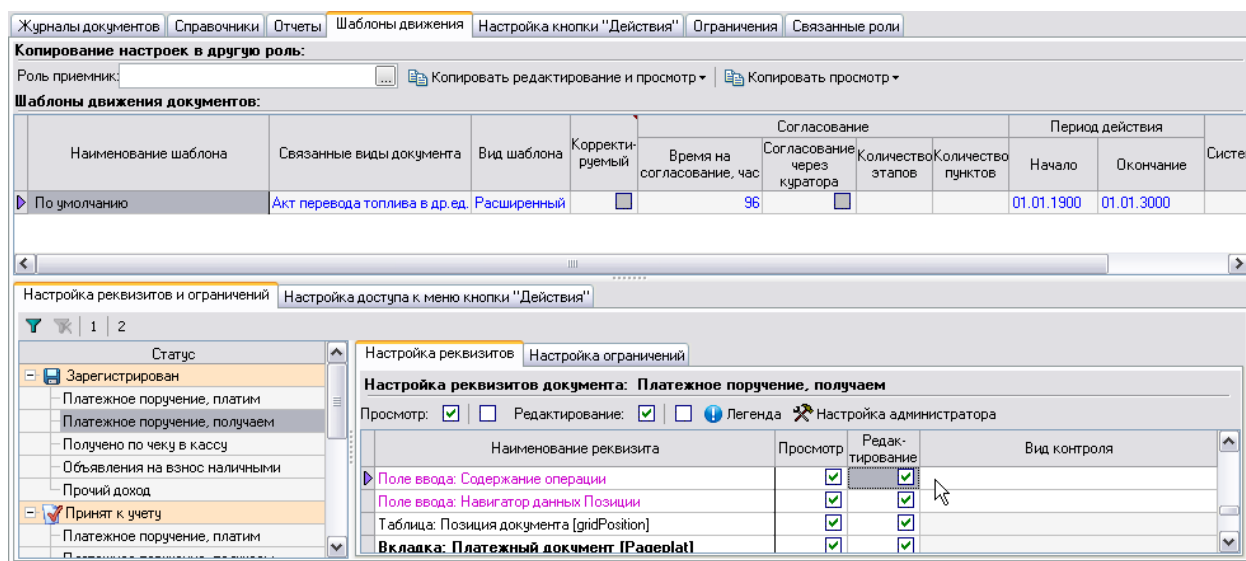 Журналы документов Справочники Отчеты Шаблоны движения Настройка кнопки "Действия" Ограничения Связанные роли
Копирование настроек в другую роль:
Роль приемник: ... Копировать редактирование и просмотр Копировать просмотр
Шаблоны движения документов:
Наименование шаблона Связанные виды документа Вид шаблона Корректи-руемый Согласование Период действия Систе
Время на согласование, час Согласование через куратора Количество этапов Количество пунктов Начало Окончание
По умолчанию Акт перевода топлива в др.ед. Расширенный 96 01.01.1900 01.01.3000
Настройка реквизитов и ограничений Настройка доступа к меню кнопки "Действия"
1 2
Статус
Зарегистрирован
Платежное поручение, платим
Платежное поручение, получаем
Получено по чеку в кассу
Объявления на взнос наличными
Прочий доход
Принят к учету
Платежное поручение, платим
Платежное поручение, получаем
Настройка реквизитов Настройка ограничений
Настройка реквизитов документа: Платежное поручение, получаем
Просмотр: Редактирование: Легенда Настройка администратора
Наименование реквизита Просмотр Редак-тирование Вид контроля
Поле ввода: Содержание операции
Поле ввода: Навигатор данных Позиции
Таблица: Позиция документа [gridPosition]
Вкладка: Платежный документ [Pageplat]